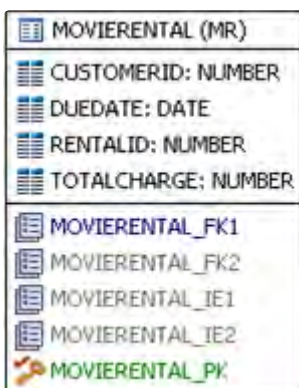 MOVIERENTAL (MR)
CUSTOMERID: NUMBER
DUEDATE: DATE
RENTALID: NUMBER
TOTALCHARGE: NUMBER
MOVIERENTAL_FK1
MOVIERENTAL_FK2
MOVIERENTAL_IE1
MOVIERENTAL_IE2
MOVIERENTAL_PK